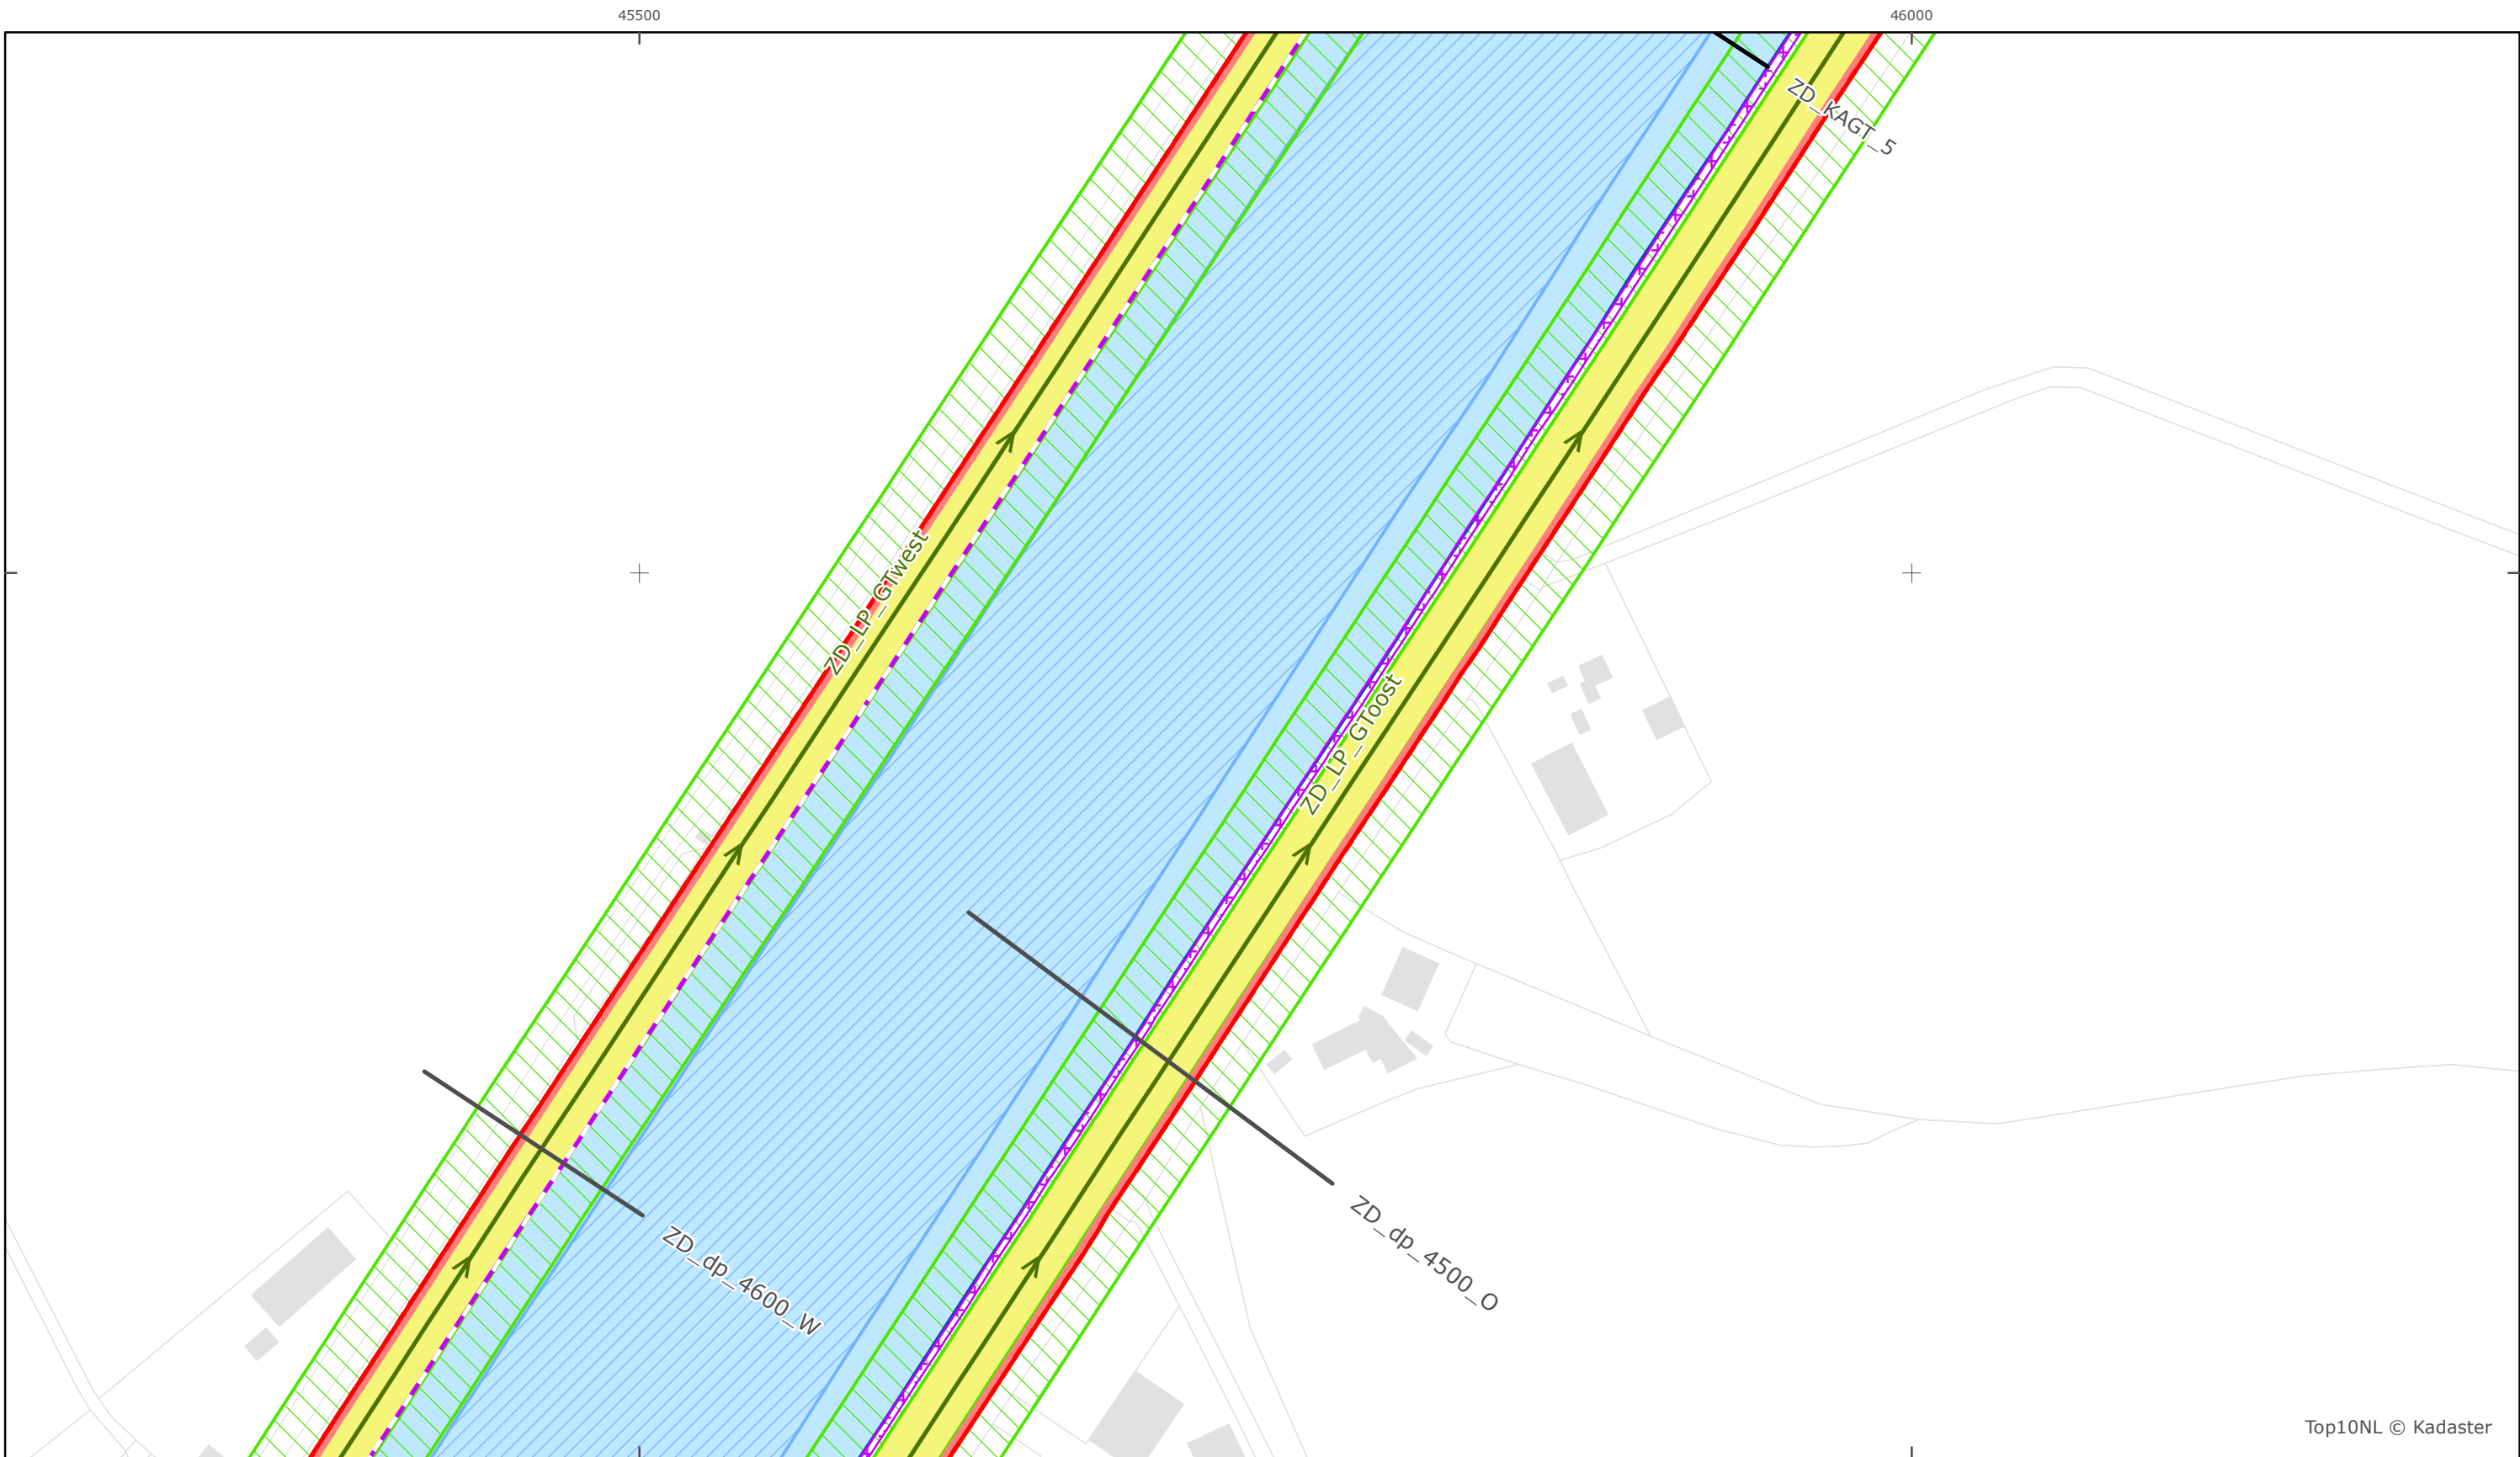 45500
46000
ZD_KAGT_5
ZD_LP_GTwest
ZD_LP_GToost
ZD_dp_4600_W
ZD_dp_4500_O
Top10NL © Kadaster